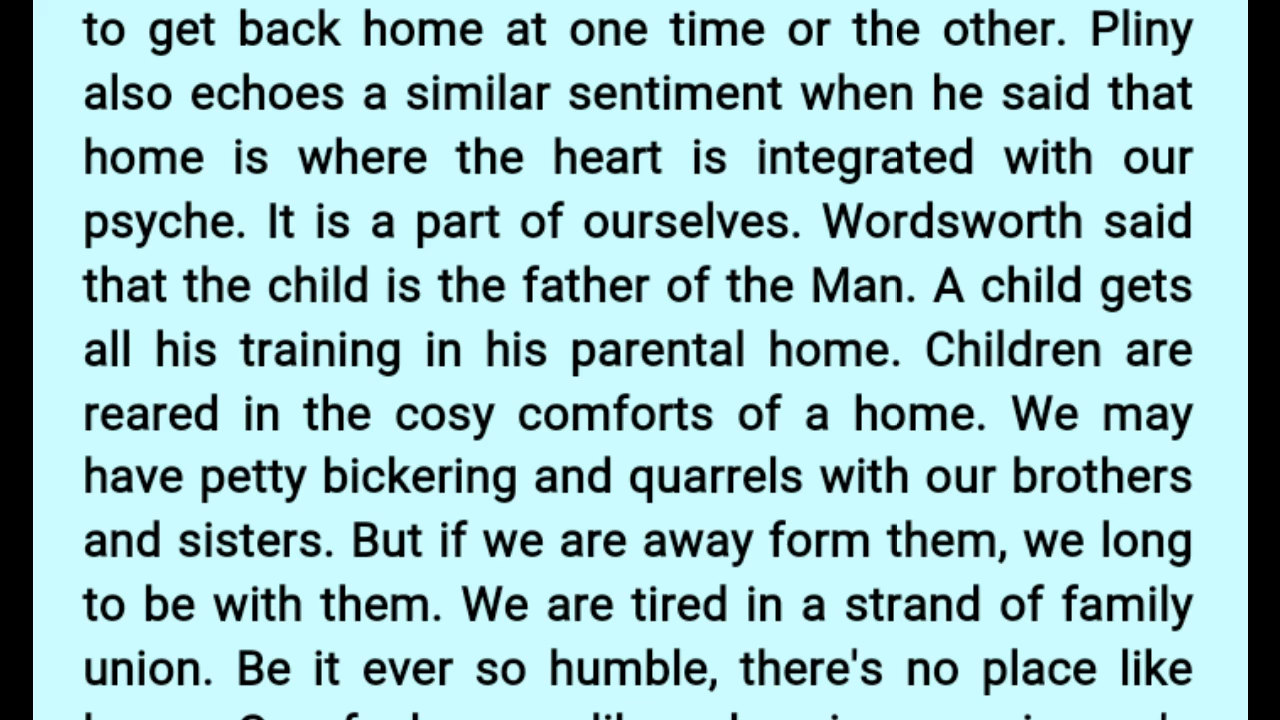 to get back home at one time or the other. Pliny
also echoes a similar sentiment when he said that
home is where the heart is integrated with our
psyche. It is a part of ourselves. Wordsworth said
that the child is the father of the Man. A child gets
all his training in his parental home. Children are
reared in the cosy comforts of a home. We may
have petty bickering and quarrels with our brothers
and sisters. But if we are away form them, we long
to be with them. We are tired in a strand of family
union. Be it ever so humble, there's no place like